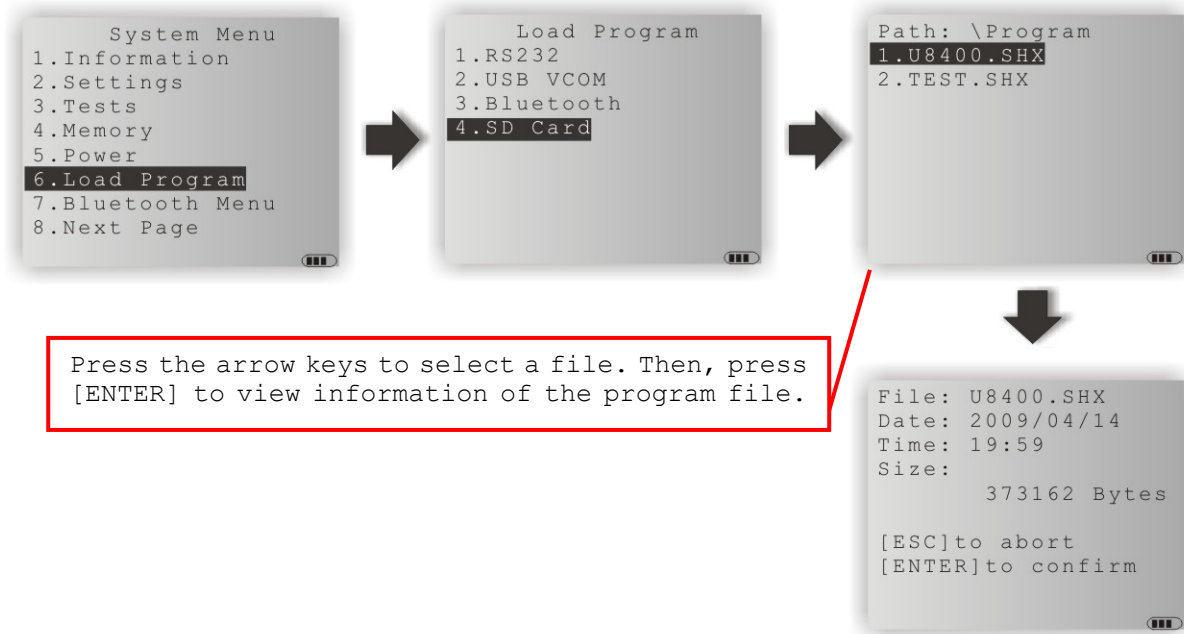 System Menu
1.Information
2.Settings
3.Tests
4.Memory
5.Power
6.Load Program
7.Bluetooth Menu
8.Next Page
Load Program
1.RS232
2.USB VCOM
3.Bluetooth
4.SD Card
Path: \Program
1.U8400.SHX
2.TEST.SHX
Press the arrow keys to select a file. Then, press
[ENTER] to view information of the program file.
File: U8400.SHX
Date: 2009/04/14
Time: 19:59
Size:
373162 Bytes
[ESC]to abort
[ENTER]to confirm